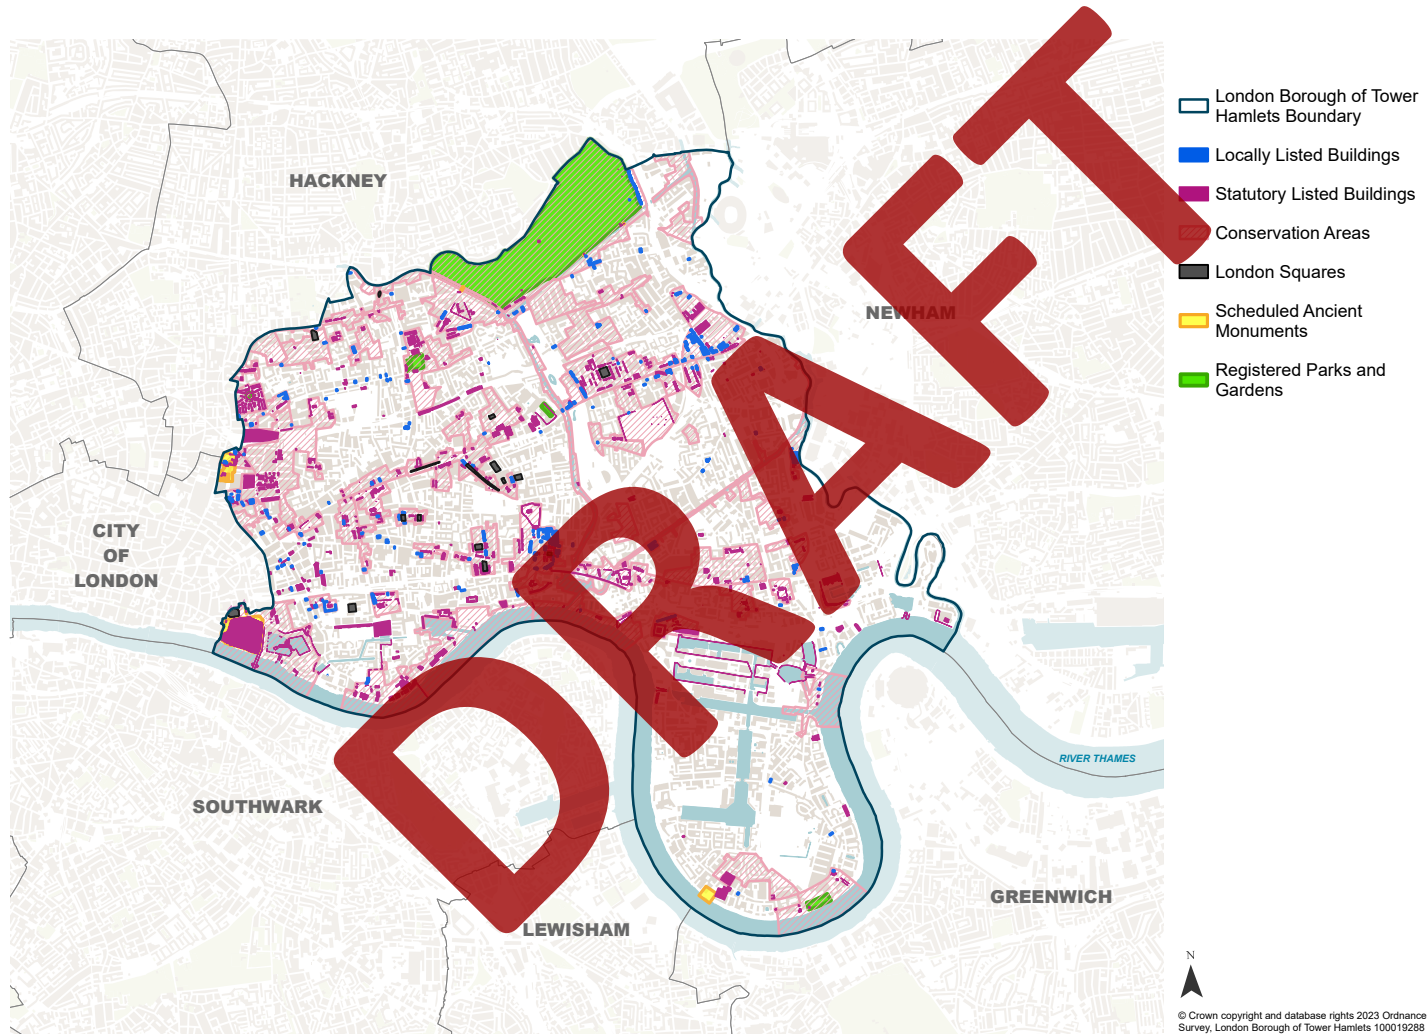 HACKNEY
NEWHAM
CITY
OF
LONDON
SOUTHWARK
LEWISHAM
GREENWICH
RIVER THAMES
DRAFT
London Borough of Tower
Hamlets Boundary
Locally Listed Buildings
Statutory Listed Buildings
Conservation Areas
London Squares
Scheduled Ancient
Monuments
Registered Parks and
Gardens
N
© Crown copyright and database rights 2023 Ordnance
Survey, London Borough of Tower Hamlets 100019288